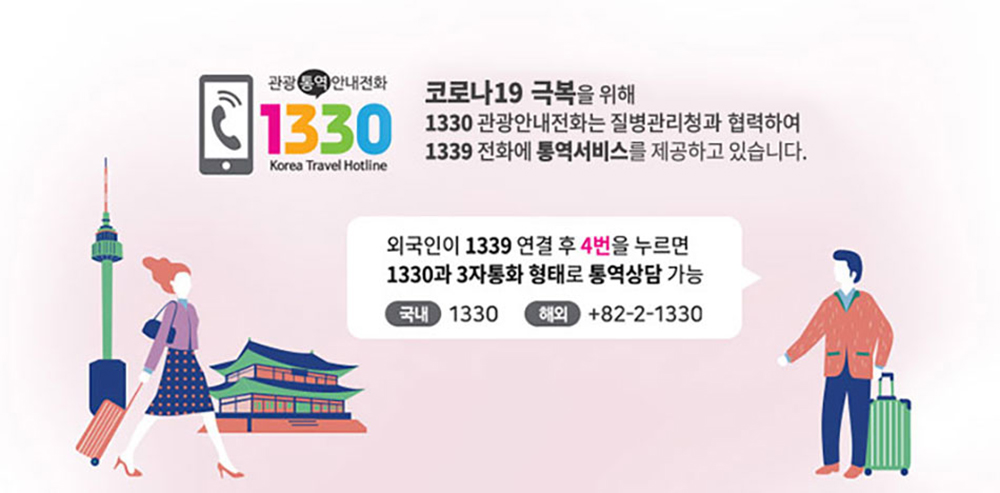 관광통역안내전화
1330
Korea Travel Hotline
코로나19 극복을 위해
1330 관광안내전화는 질병관리청과 협력하여
1339 전화에 통역서비스를 제공하고 있습니다.
외국인이 1339 연결 후 4번을 누르면
1330과 3자통화 형태로 통역상담 가능
국내 1330 해외 +82-2-1330